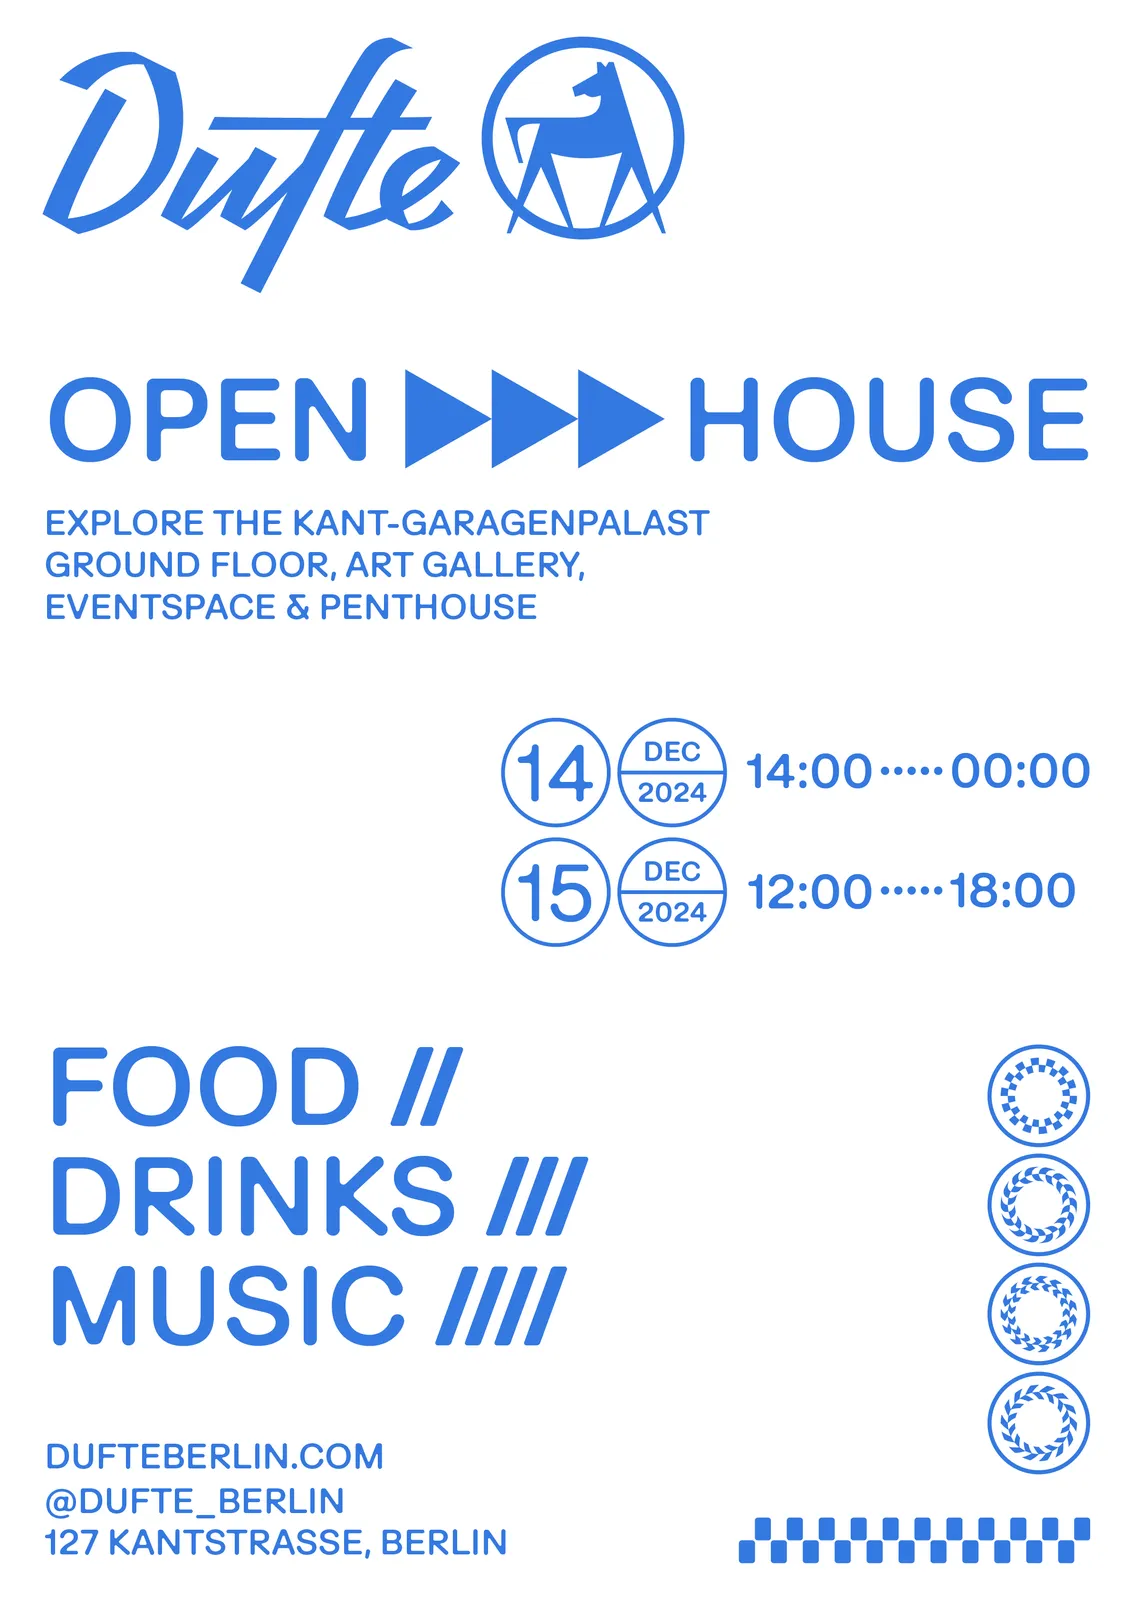 Dufte
OPEN HOUSE
EXPLORE THE KANT-GARAGENPALAST
GROUND FLOOR, ART GALLERY,
EVENTSPACE & PENTHOUSE
14 DEC 2024 14:00 ····· 00:00
15 DEC 2024 12:00 ····· 18:00
FOOD //
DRINKS ///
MUSIC ////
DUFTEBERLIN.COM
@DUFTE_BERLIN
127 KANTSTRASSE, BERLIN